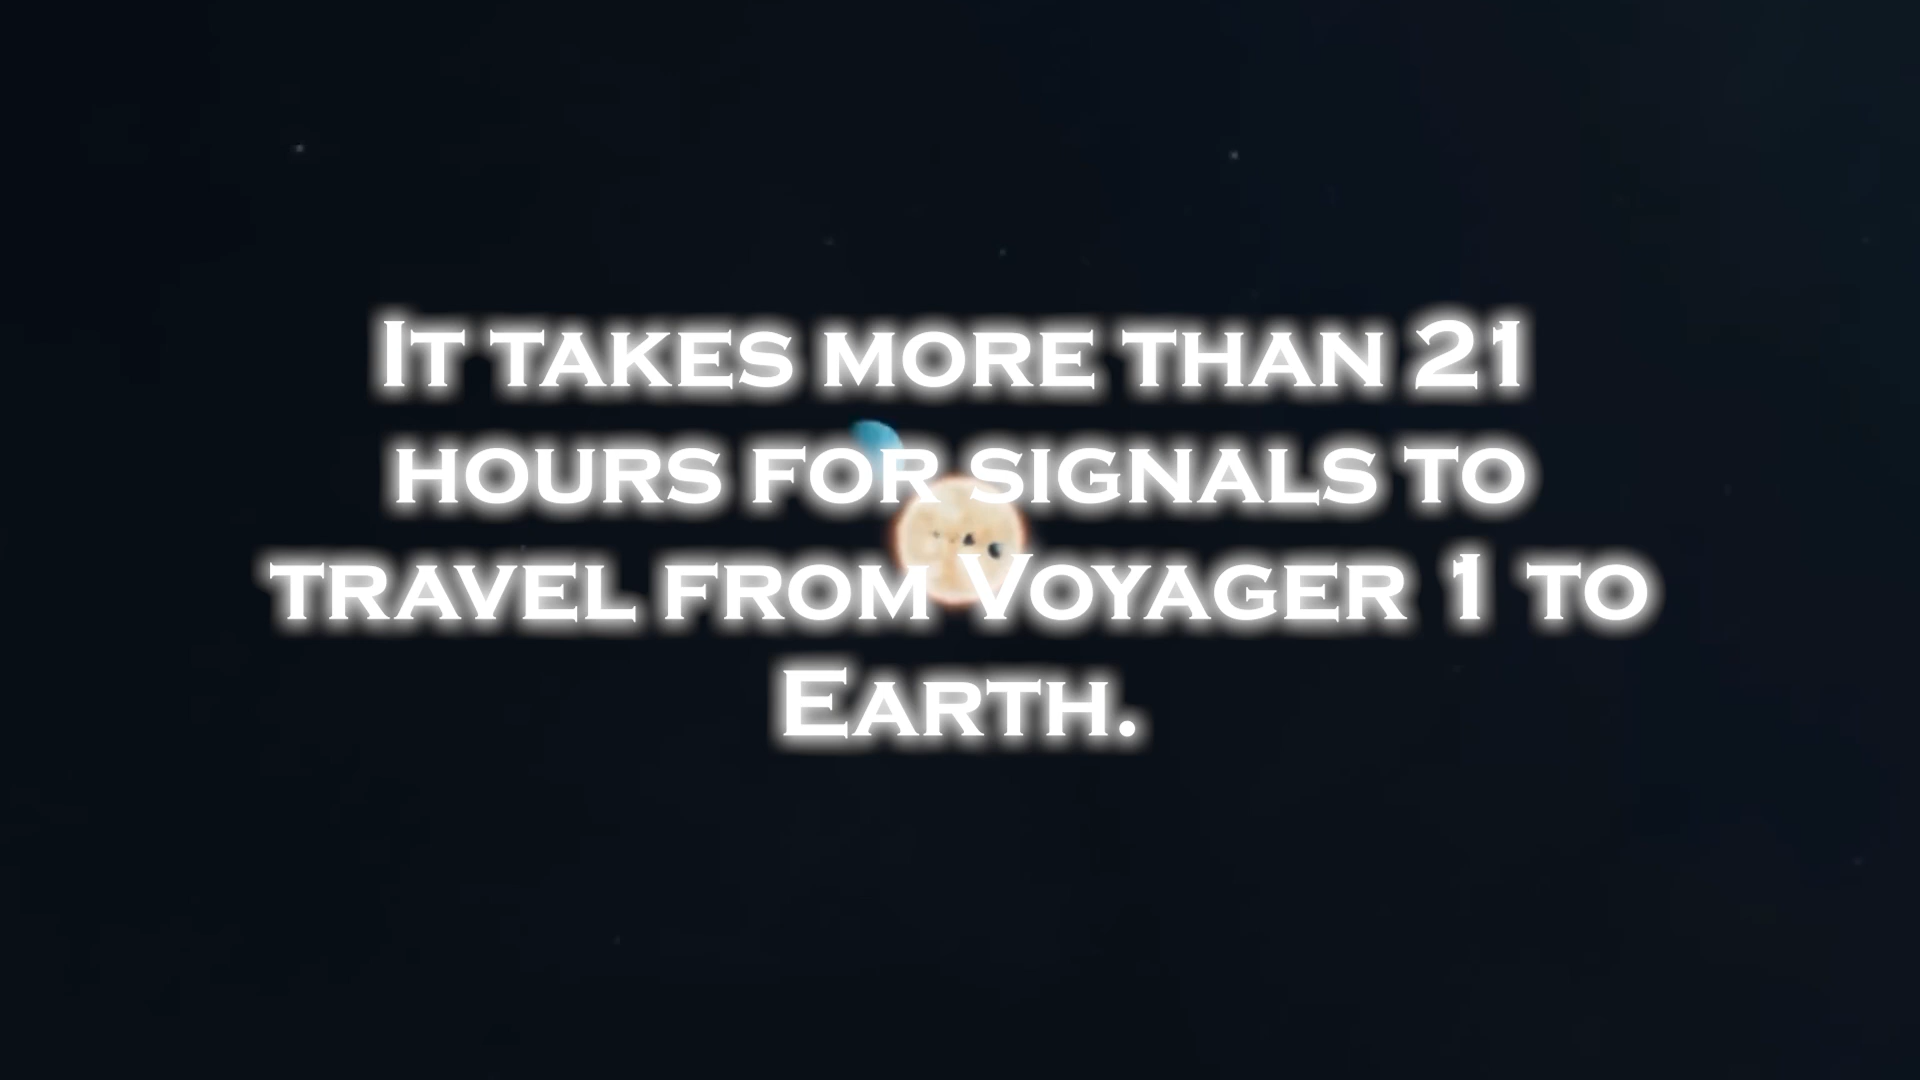 It takes more than 21
hours for signals to
travel from Voyager 1 to
Earth.